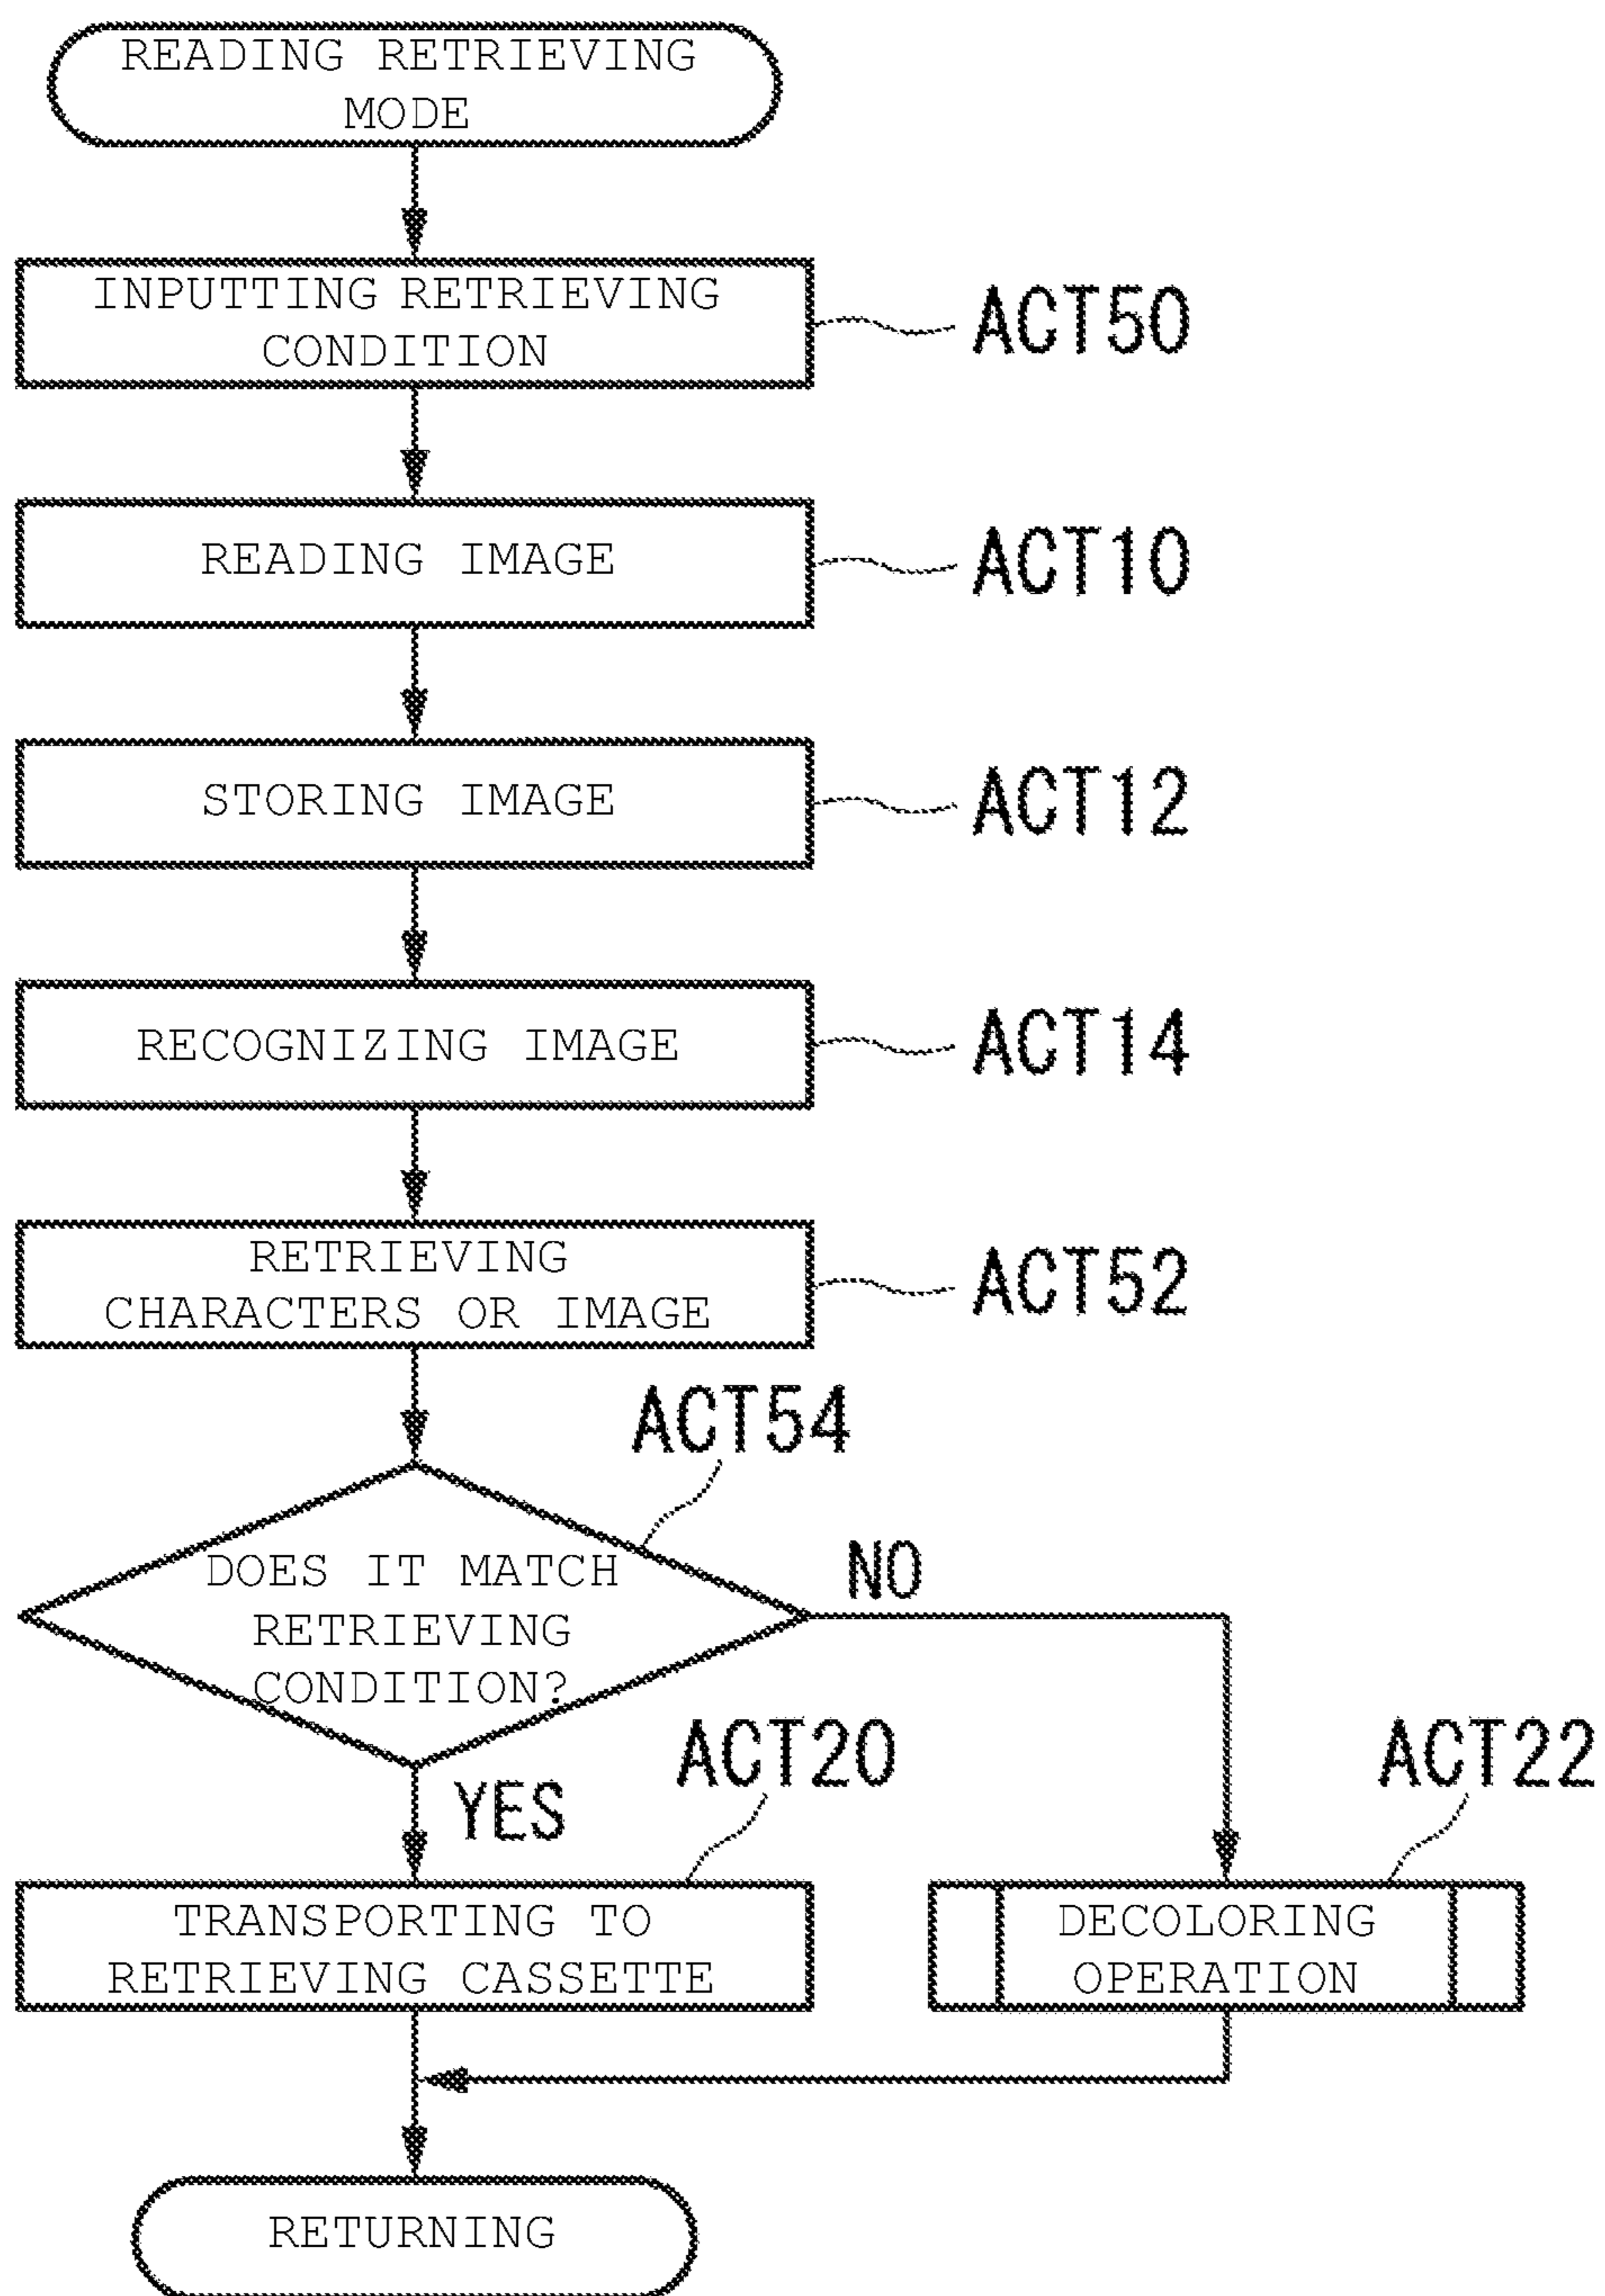 READING RETRIEVING
MODE
INPUTTING RETRIEVING
CONDITION
ACT50
READING IMAGE
ACT10
STORING IMAGE
ACT12
RECOGNIZING IMAGE
ACT14
RETRIEVING
CHARACTERS OR IMAGE
ACT52
ACT54
DOES IT MATCH
RETRIEVING
CONDITION?
NO
YES
ACT20
ACT22
TRANSPORTING TO
RETRIEVING CASSETTE
DECOLORING
OPERATION
RETURNING